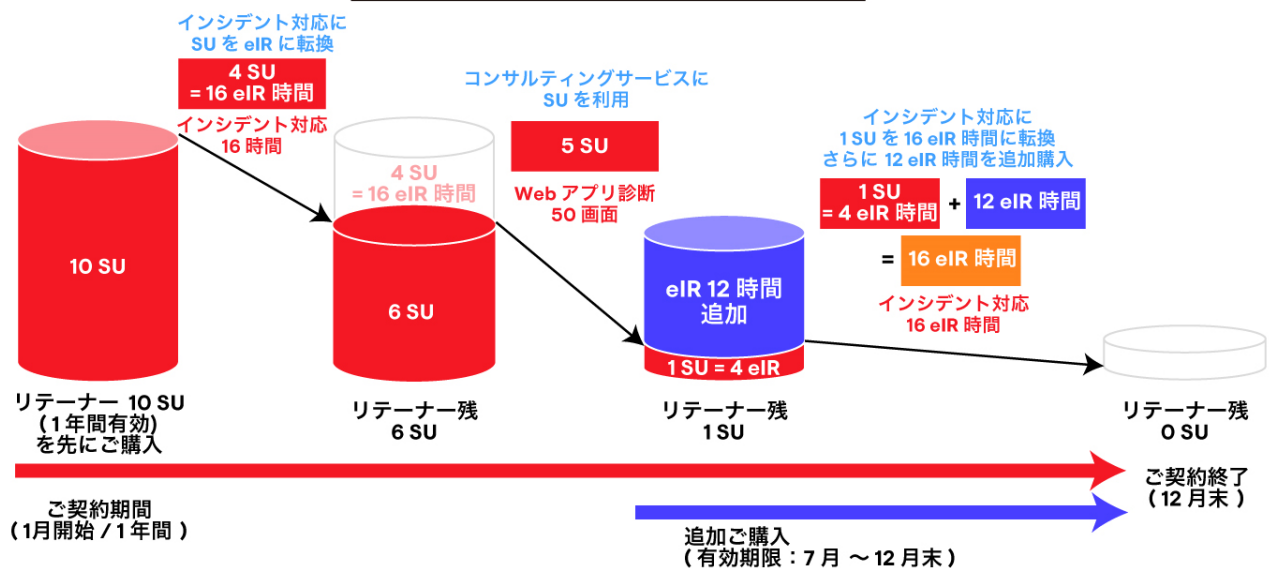 インシデント対応に
SU を eIR に転換
4 SU
= 16 eIR 時間
インシデント対応
16 時間
コンサルティングサービスに
SU を利用
5 SU
Web アプリ診断
50 画面
インシデント対応に
1 SU を 16 eIR 時間に転換
さらに 12 eIR 時間を追加購入
1 SU
= 4 eIR 時間
+
12 eIR 時間
=
16 eIR 時間
インシデント対応
16 eIR 時間
10 SU
4 SU
= 16 eIR 時間
6 SU
eIR 12 時間
追加
1 SU = 4 eIR
リテーナー 10 SU
(1 年間有効)
を先にご購入
リテーナー残
6 SU
リテーナー残
1 SU
リテーナー残
0 SU
ご契約期間
( 1月開始 / 1 年間 )
ご契約終了
( 12 月末 )
追加ご購入
( 有効期限：7 月 〜 12 月末 )